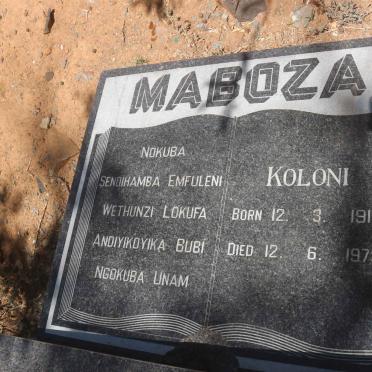 MABOZA
NOKUBA
SENDIHAMBA EMFULENI
WETHUNZI LOKUFA
ANDIYIKOYIKA BUBI
NGOKUBA UNAM
KOLONI
BORN 12. 3. 191
DIED 12. 6. 197